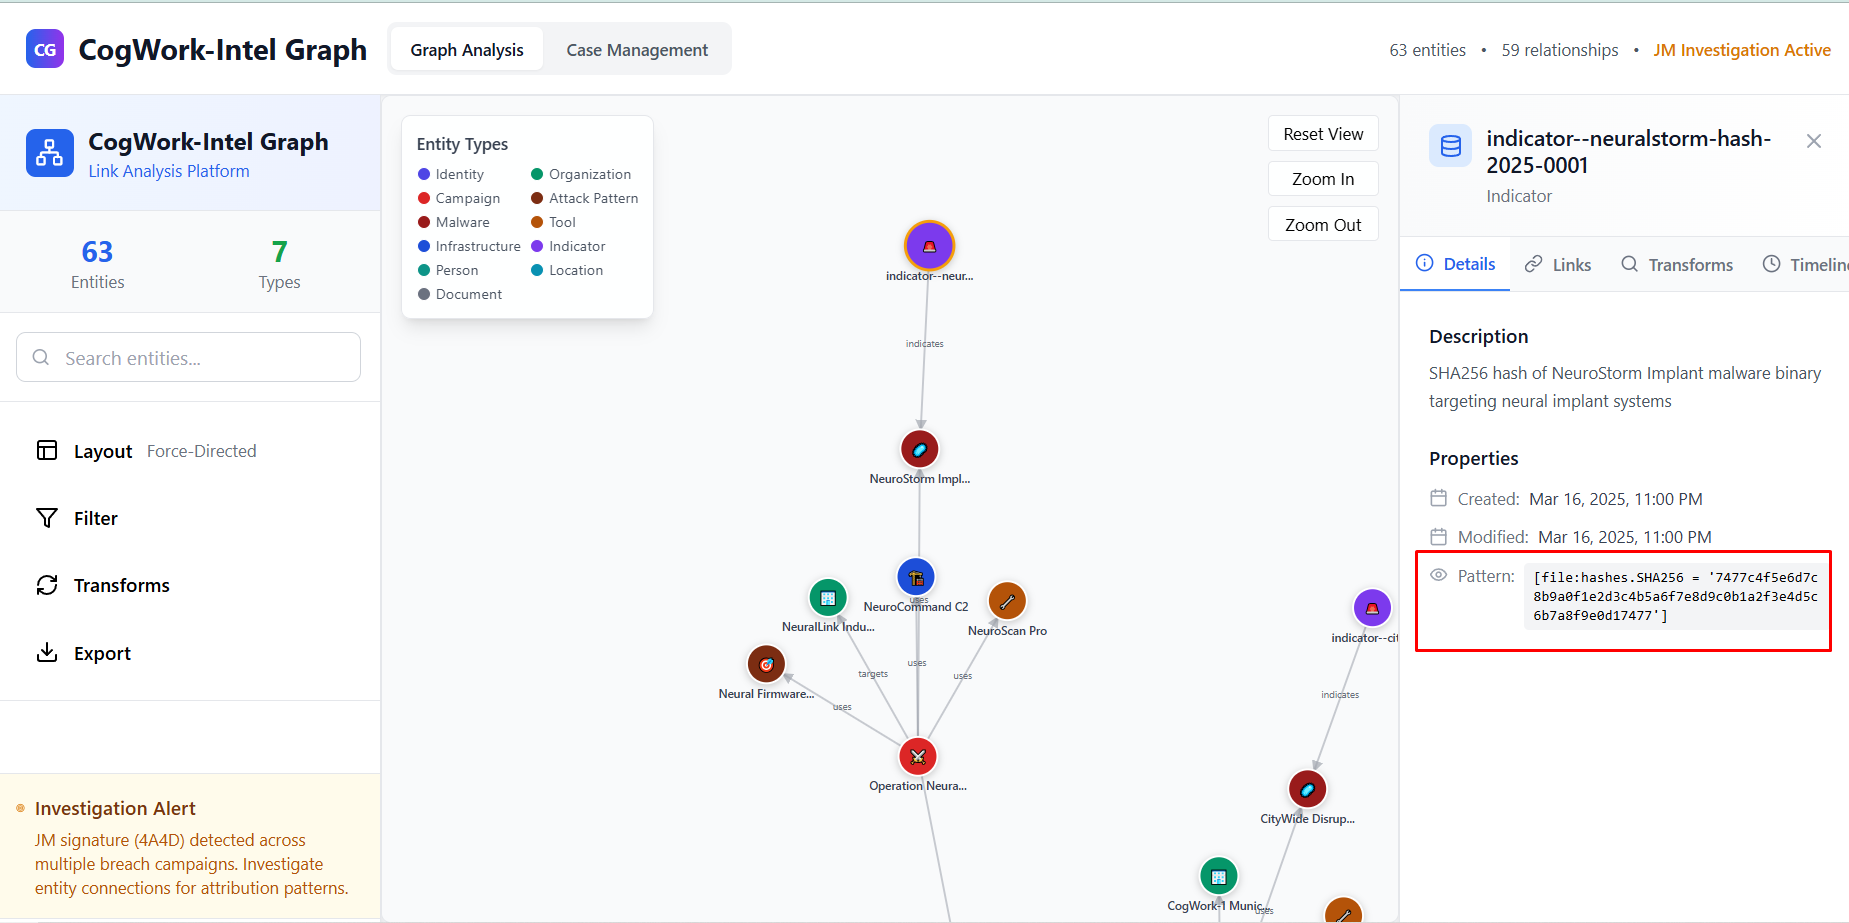 CG
CogWork-Intel Graph
Graph Analysis
Case Management
63 entities • 59 relationships • JM Investigation Active
CogWork-Intel Graph
Link Analysis Platform
63
Entities
7
Types
Search entities...
Layout Force-Directed
Filter
Transforms
Export
Investigation Alert
JM signature (4A4D) detected across
multiple breach campaigns. Investigate
entity connections for attribution patterns.
Entity Types
Identity
Organization
Campaign
Attack Pattern
Malware
Tool
Infrastructure
Indicator
Person
Location
Document
Reset View
Zoom In
Zoom Out
indicator--neur...
indicates
NeuroStorm Impl...
NeuroCommand C2
uses
NeuralLink Indu...
NeuroScan Pro
uses
targets
uses
Neural Firmware...
uses
Operation Neura...
indicator--cit
indicates
CityWide Disrup...
CogWork-1 Munic...
uses
indicator--neuralstorm-hash-
2025-0001
Indicator
Details
Links
Transforms
Timelin
Description
SHA256 hash of NeuroStorm Implant malware binary
targeting neural implant systems
Properties
Created: Mar 16, 2025, 11:00 PM
Modified: Mar 16, 2025, 11:00 PM
Pattern:
[file:hashes.SHA256 = '7477c4f5e6d7c
8b9a0f1e2d3c4b5a6f7e8d9c0b1a2f3e4d5c
6b7a8f9e0d17477']